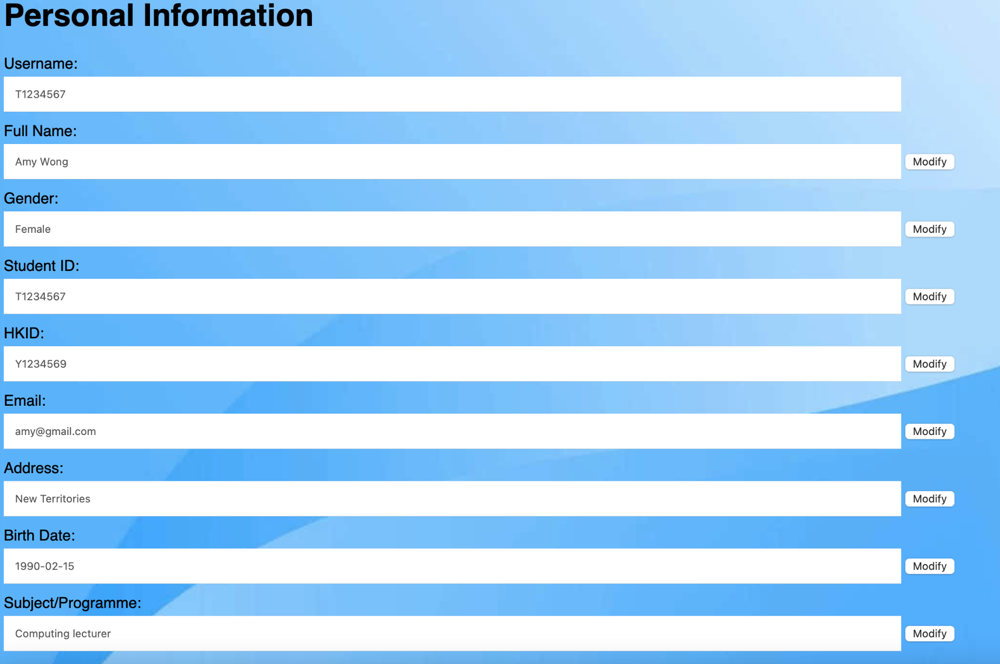 Personal Information
Username:
T1234567
Full Name:
Amy Wong
Modify
Gender:
Female
Modify
Student ID:
T1234567
Modify
HKID:
Y1234569
Modify
Email:
amy@gmail.com
Modify
Address:
New Territories
Modify
Birth Date:
1990-02-15
Modify
Subject/Programme:
Computing lecturer
Modify